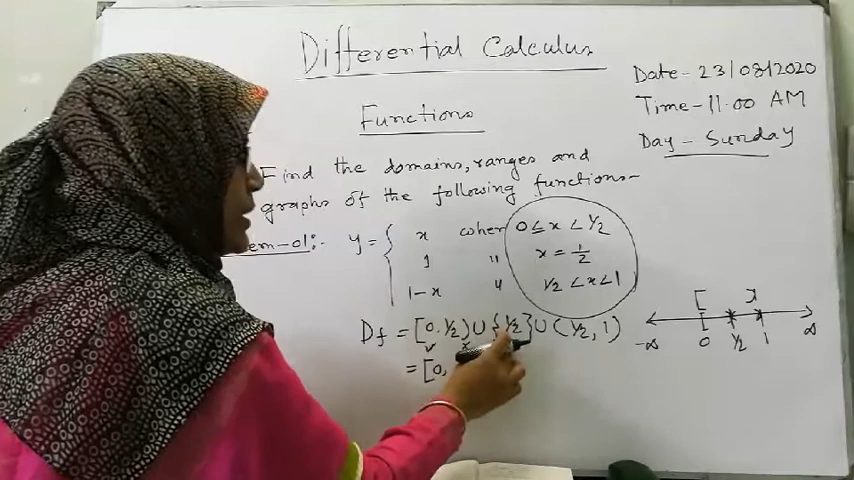 Differential Calculus
Date- 23/08/2020
Time- 11.00 AM
Day- Sunday
Functions
Find the domains, ranges and
graphs of the following functions-
em-01:-
y = { x when 0 ≤ x < 1/2
1 " x = 1/2
1-x " 1/2 < x < 1
Df = [0, 1/2) ∪ {1/2} ∪ (1/2, 1)
= [0,
-∞ 0 1/2 1 ∞